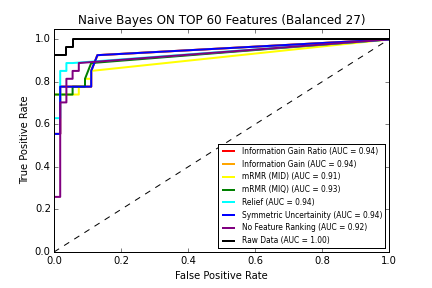 Naive Bayes ON TOP 60 Features (Balanced 27)
1.0
0.8
0.6
0.4
0.2
0.0
True Positive Rate
Information Gain Ratio (AUC = 0.94)
Information Gain (AUC = 0.94)
mRMR (MID) (AUC = 0.91)
mRMR (MIQ) (AUC = 0.93)
Relief (AUC = 0.94)
Symmetric Uncertainity (AUC = 0.94)
No Feature Ranking (AUC = 0.92)
Raw Data (AUC = 1.00)
0.0 0.2 0.4 0.6 0.8 1.0
False Positive Rate